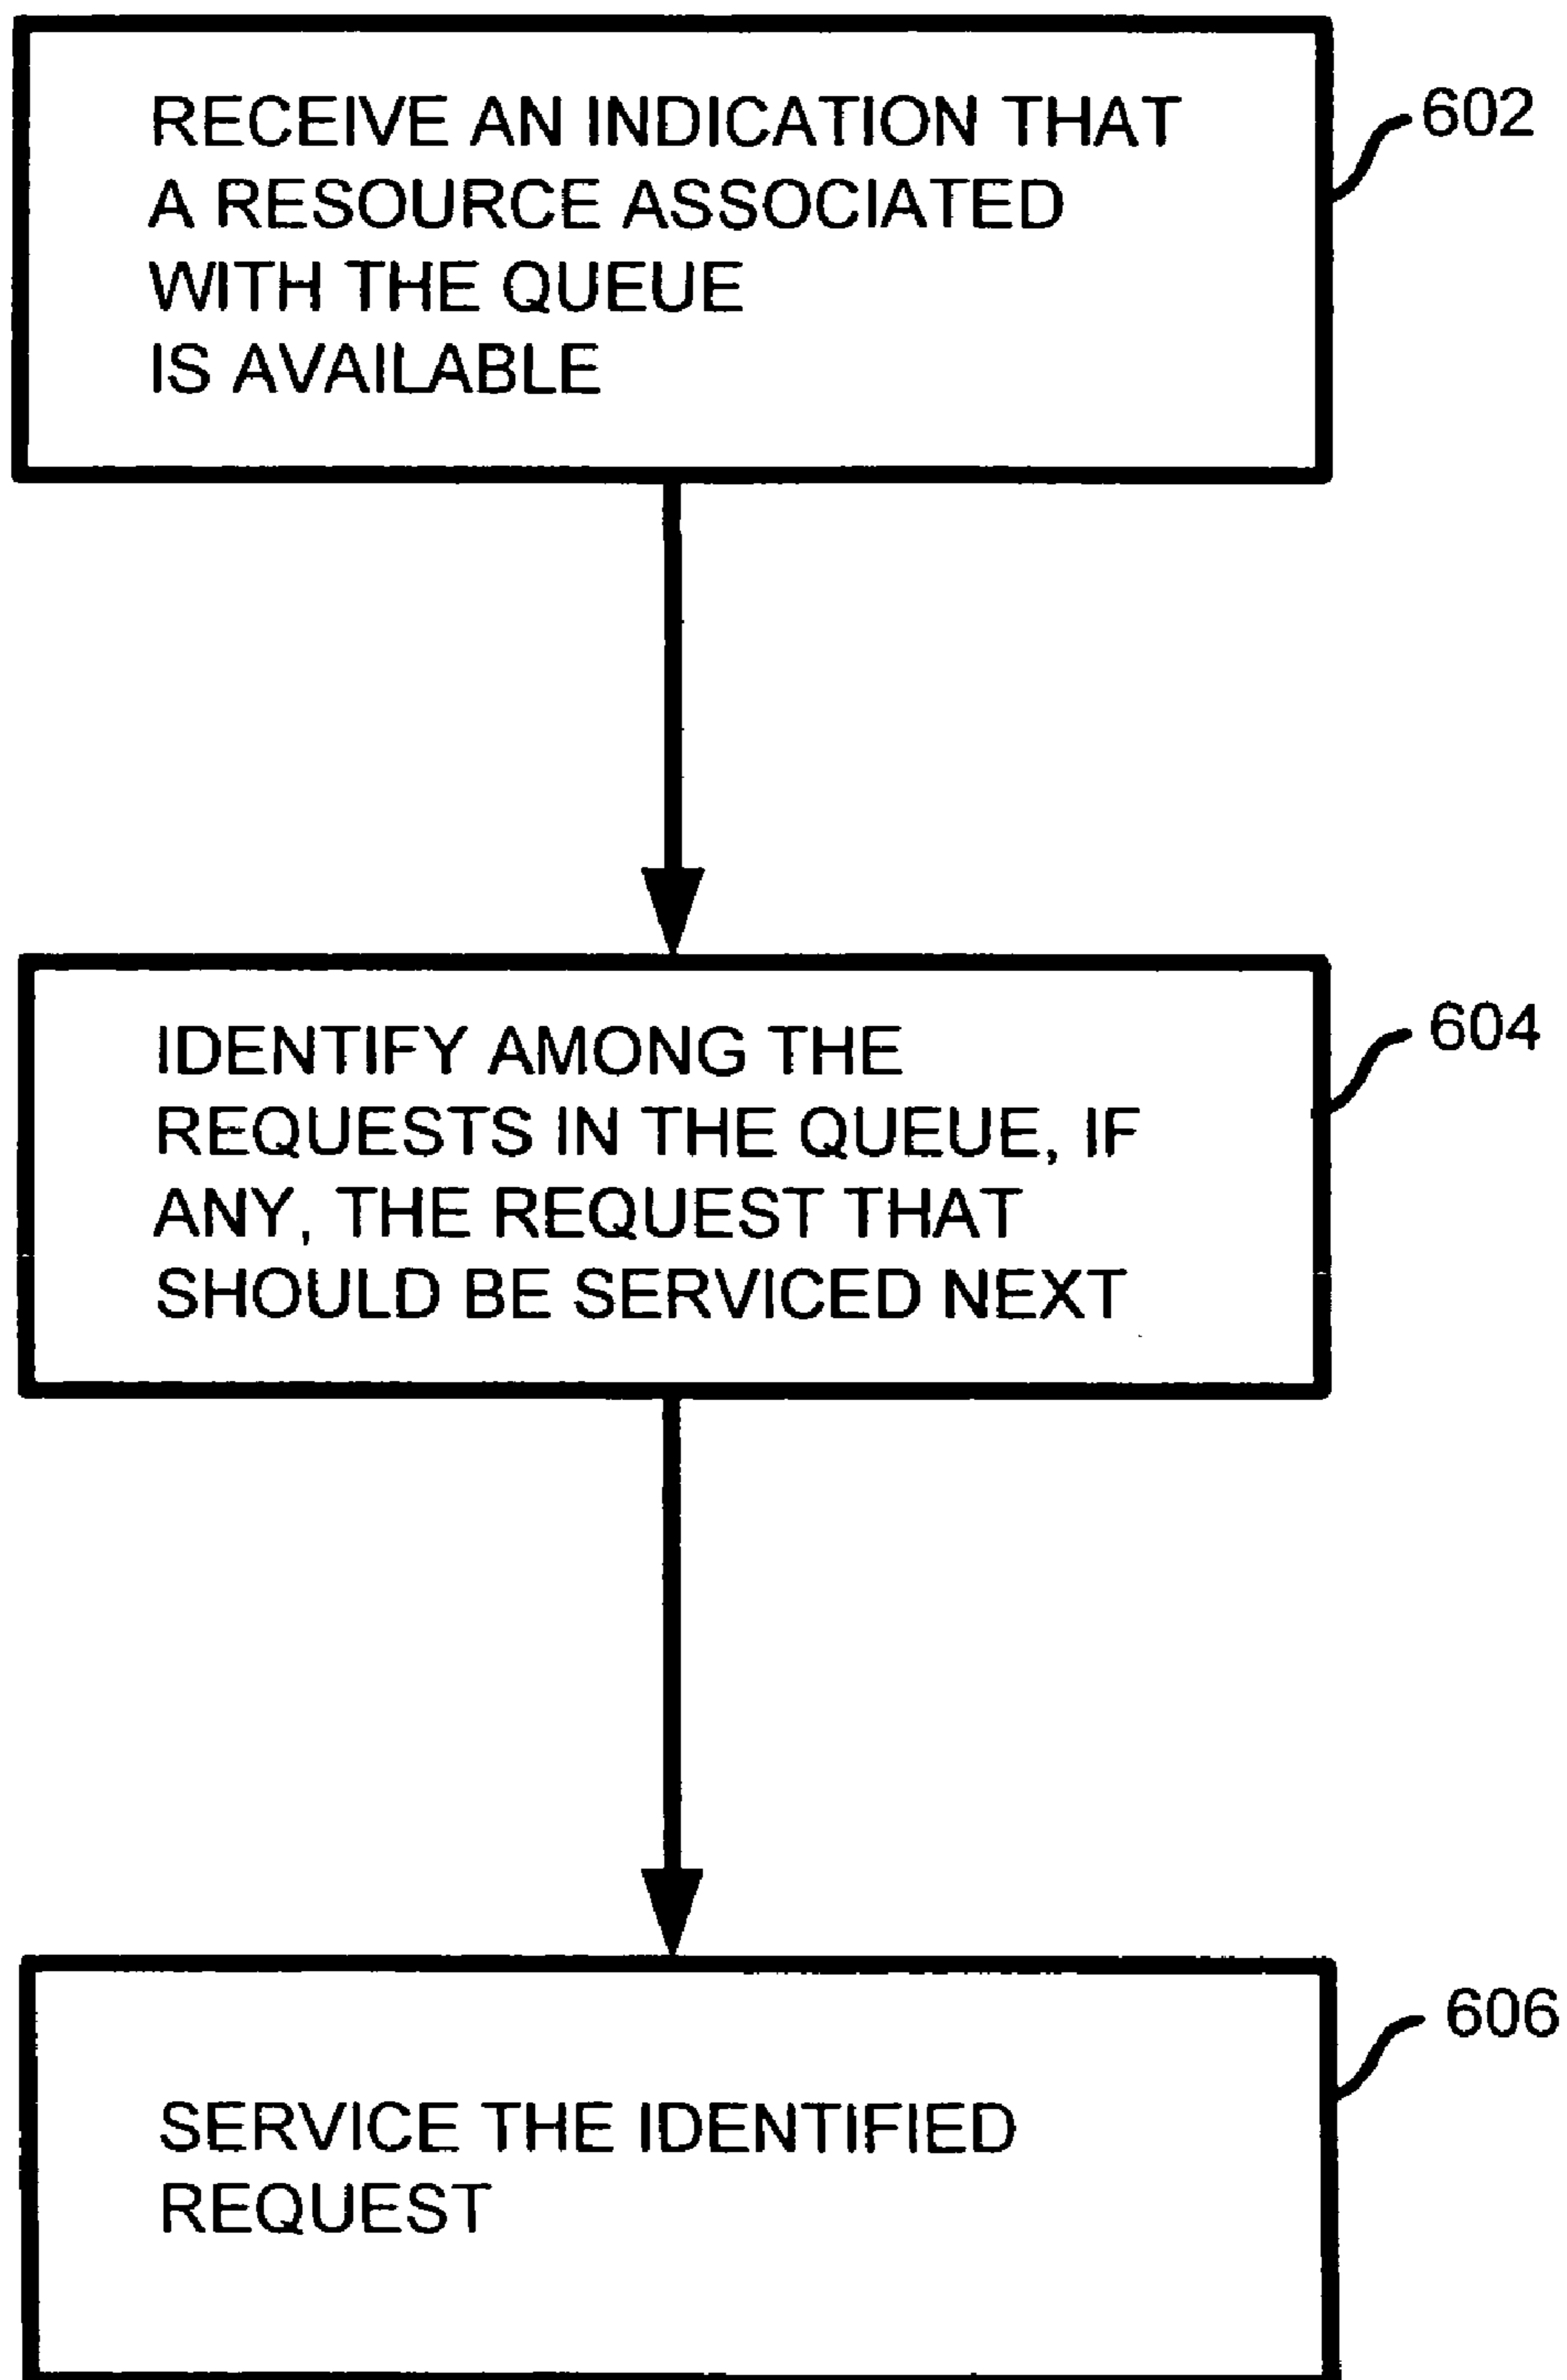 RECEIVE AN INDICATION THAT
A RESOURCE ASSOCIATED
WITH THE QUEUE
IS AVAILABLE
602
IDENTIFY AMONG THE
REQUESTS IN THE QUEUE, IF
ANY, THE REQUEST THAT
SHOULD BE SERVICED NEXT
604
SERVICE THE IDENTIFIED
REQUEST
606